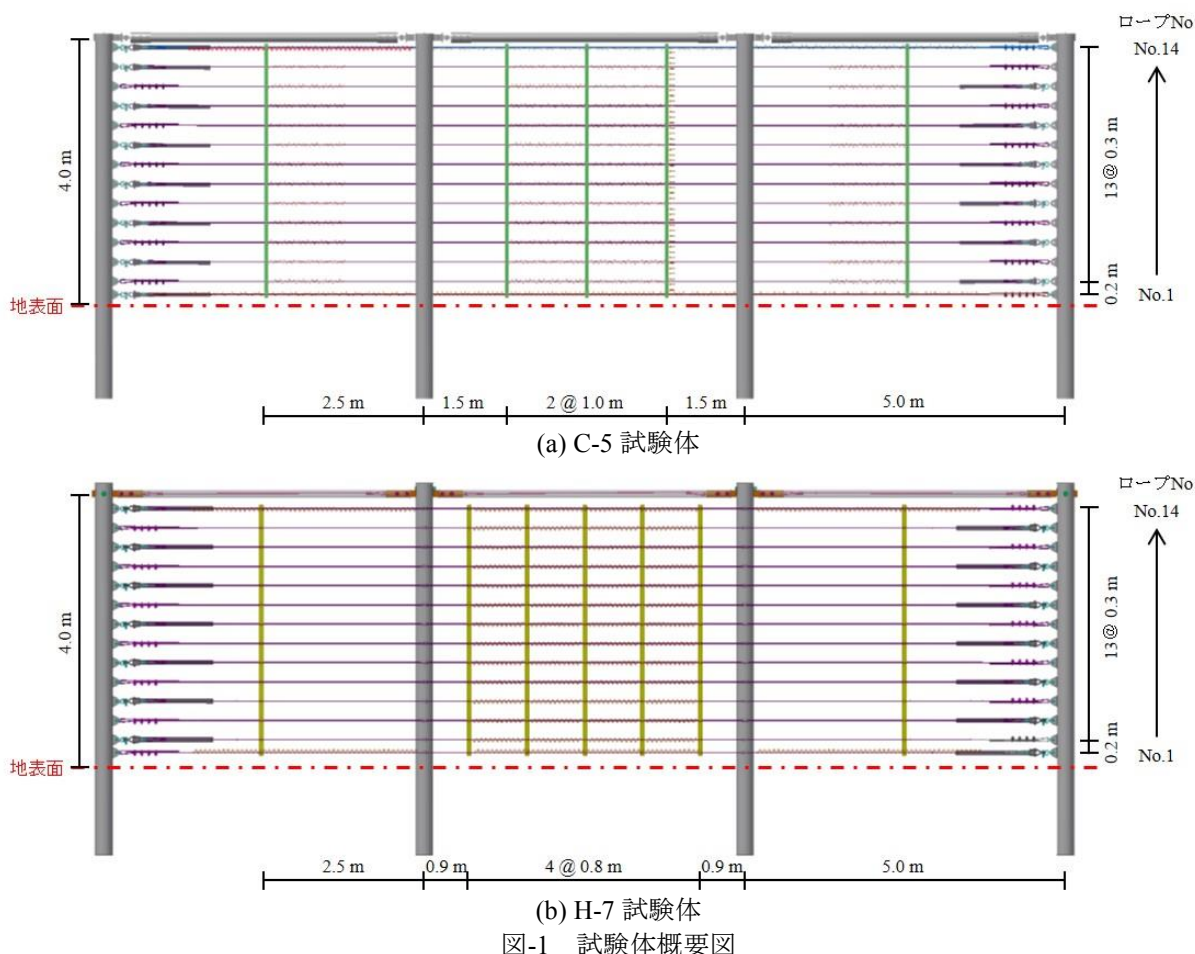 ロープNo
No.14
4.0 m
13@ 0.3 m
0.2 m
No.1
地表面
2.5 m
1.5 m
2 @ 1.0 m
1.5 m
5.0 m
(a) C-5 試験体
ロープNo
No.14
4.0 m
13@ 0.3 m
0.2 m
No.1
地表面
2.5 m
0.9 m
4 @ 0.8 m
0.9 m
5.0 m
(b) H-7 試験体
図-1 試験体概要図